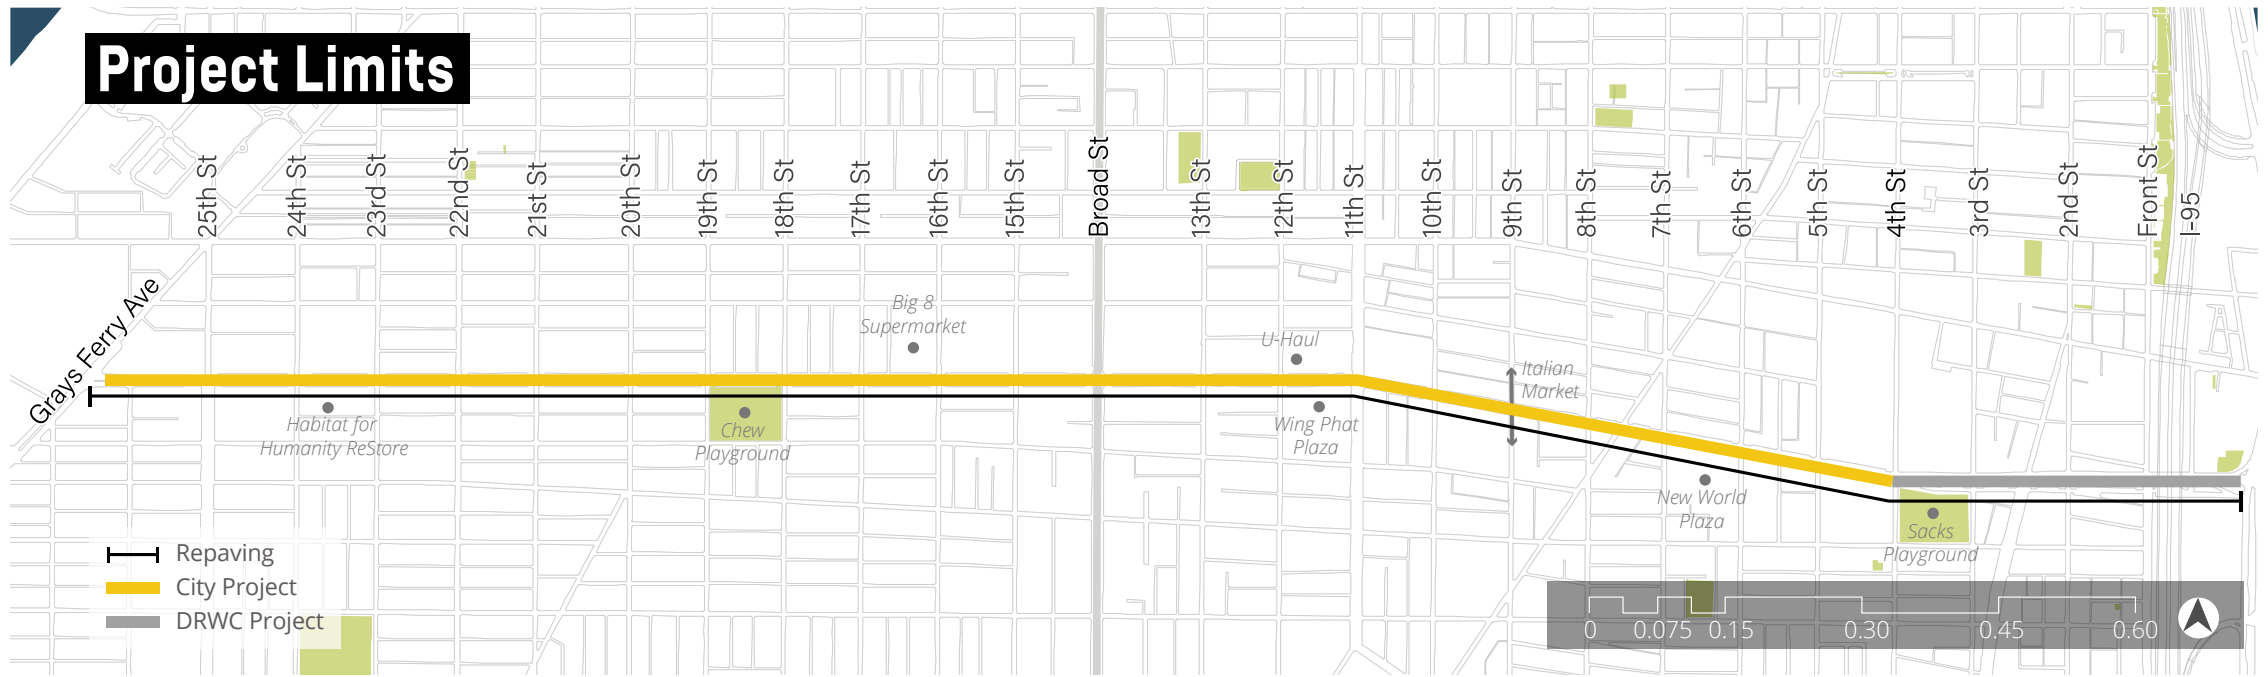 Project Limits
25th St
24th St
23rd St
22nd St
21st St
20th St
19th St
18th St
17th St
16th St
15th St
Broad St
13th St
12th St
11th St
10th St
9th St
8th St
7th St
6th St
5th St
4th St
3rd St
2nd St
Front St
I-95
Grays Ferry Ave
Big 8
Supermarket
U-Haul
Italian
Market
Habitat for
Humanity ReStore
Chew
Playground
Wing Phat
Plaza
New World
Plaza
Sacks
Playground
Repaving
City Project
DRWC Project
0 0.075 0.15 0.30 0.45 0.60